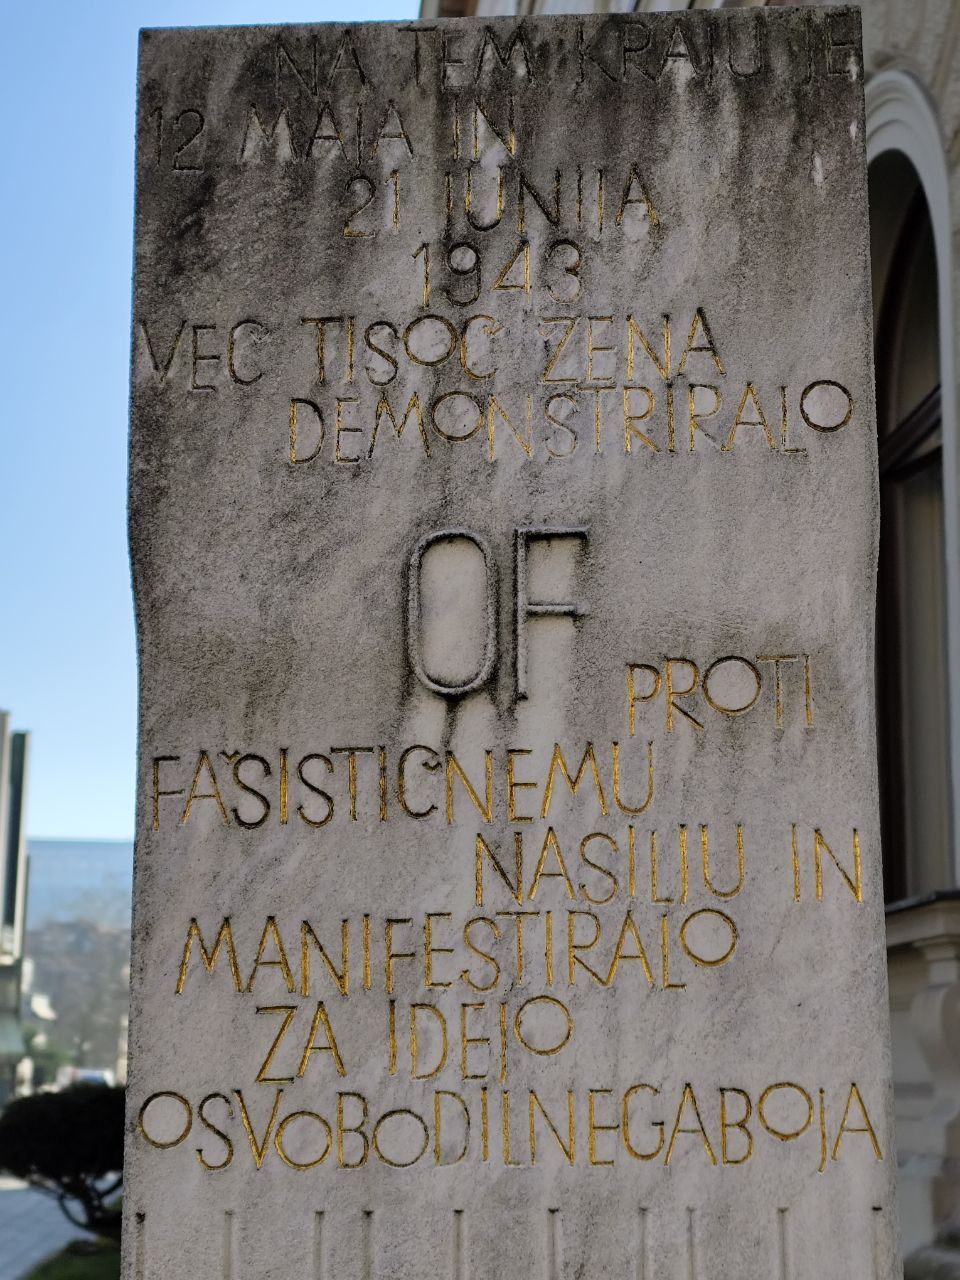 NA TEM KRAJU JE
12 MAJA IN
21 JUNIJA
1943
VEČ TISOČ ŽENA
DEMONSTRIRALO
OF
PROTI
FAŠISTIČNEMU
NASILJU IN
MANIFESTIRALO
ZA IDEJO
OSVOBODILNEGA BOJA